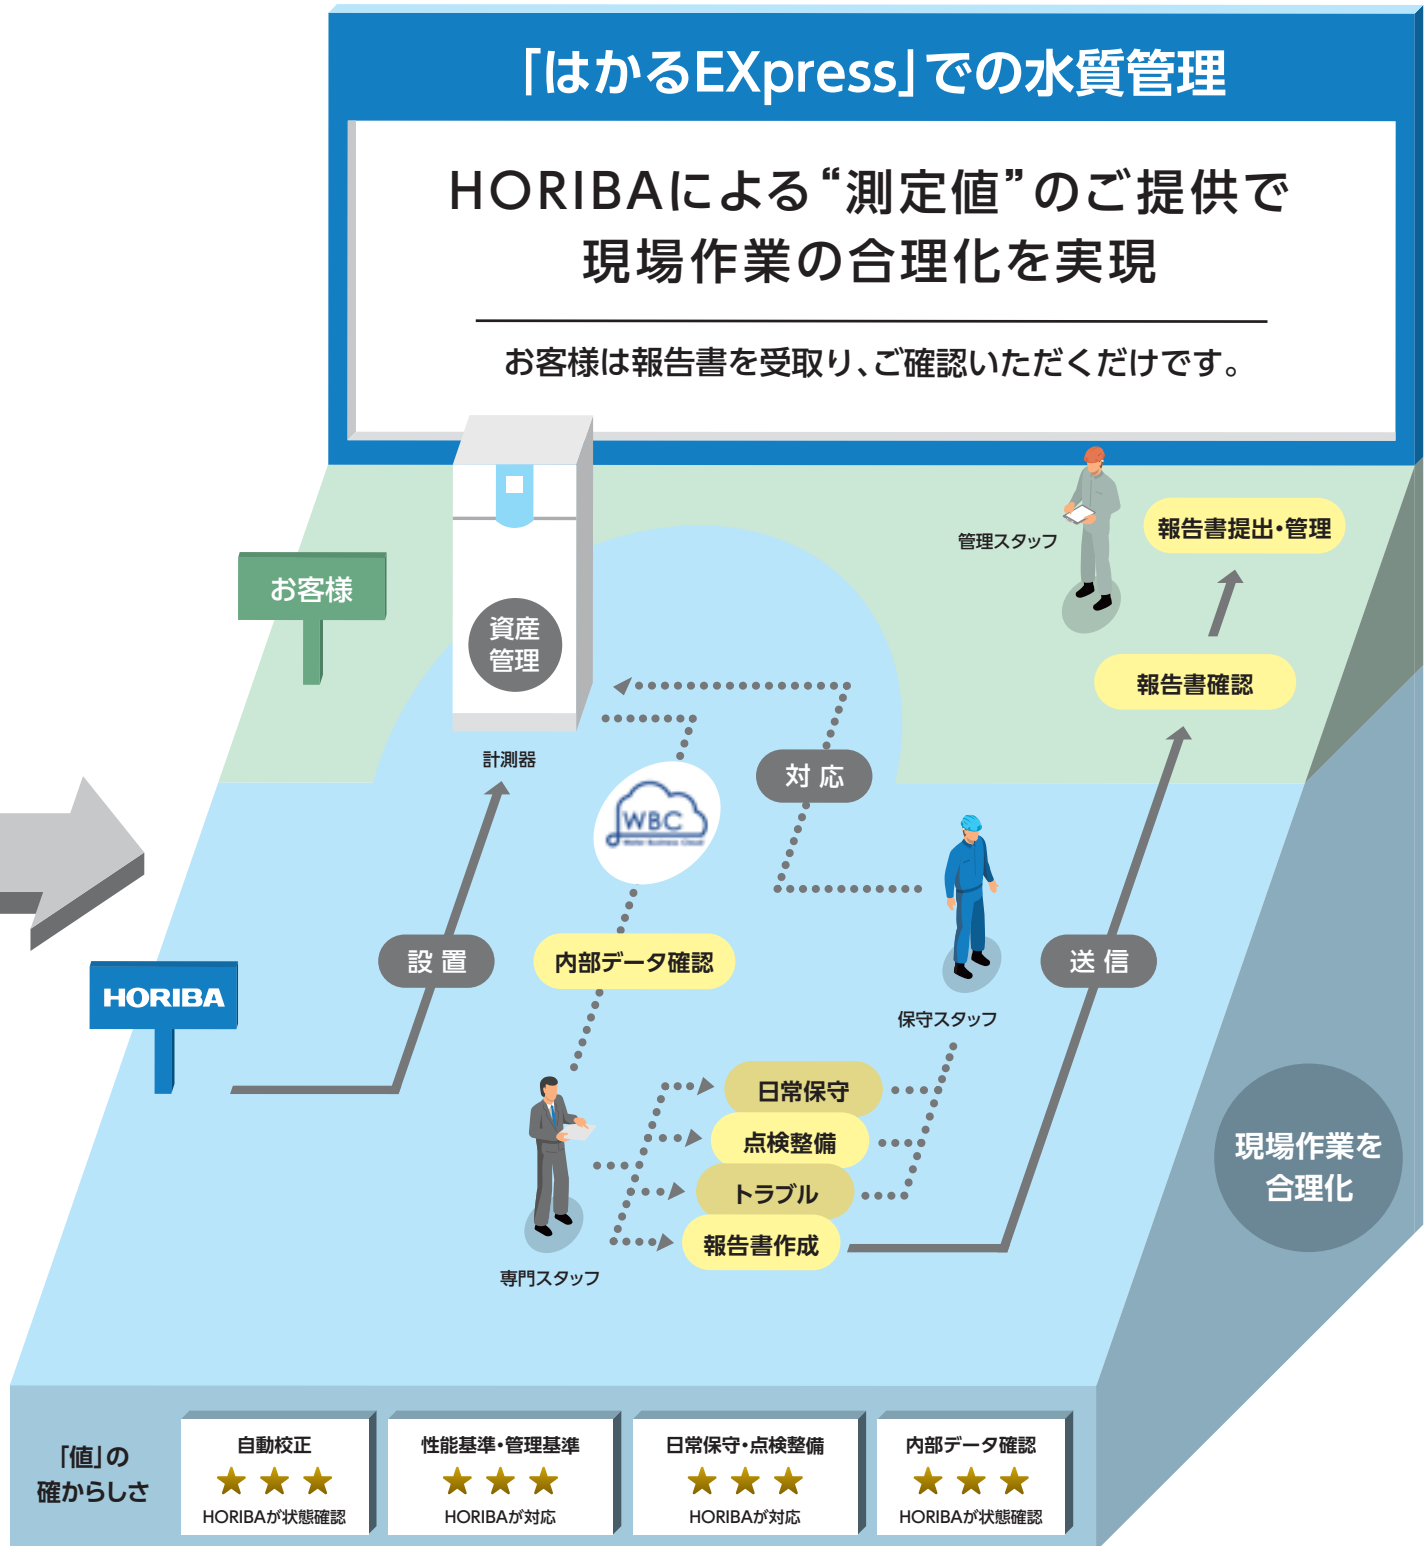 「はかるEXpress」での水質管理
HORIBAによる“測定値”のご提供で
現場作業の合理化を実現
お客様は報告書を受取り、ご確認いただくだけです。
管理スタッフ
報告書提出・管理
お客様
資産
管理
報告書確認
計測器
対応
WBC
Water Business Cloud
設置
内部データ確認
送信
HORIBA
保守スタッフ
日常保守
点検整備
トラブル
報告書作成
専門スタッフ
現場作業を
合理化
「値」の
確からしさ
自動校正
★ ★ ★
HORIBAが状態確認
性能基準・管理基準
★ ★ ★
HORIBAが対応
日常保守・点検整備
★ ★ ★
HORIBAが対応
内部データ確認
★ ★ ★
HORIBAが状態確認